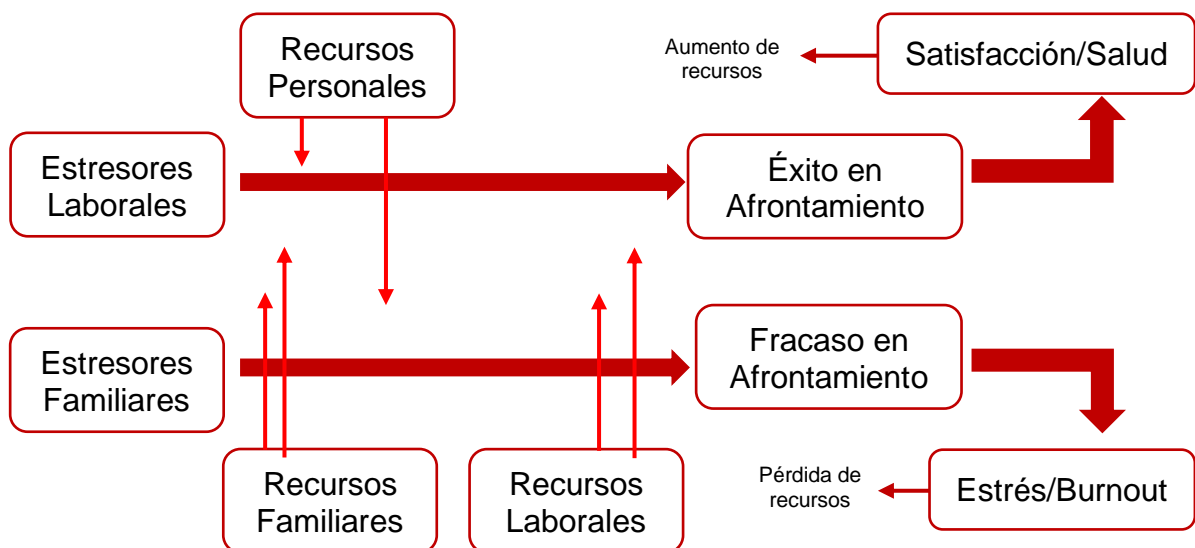 Recursos
Personales
Aumento de
recursos
Satisfacción/Salud
Estresores
Laborales
Éxito en
Afrontamiento
Estresores
Familiares
Fracaso en
Afrontamiento
Recursos
Familiares
Recursos
Laborales
Pérdida de
recursos
Estrés/Burnout